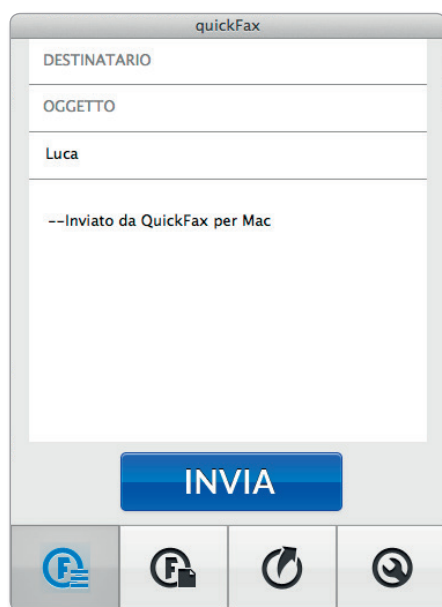 quickFax
DESTINATARIO
OGGETTO
Luca
--Inviato da QuickFax per Mac
INVIA
F
F